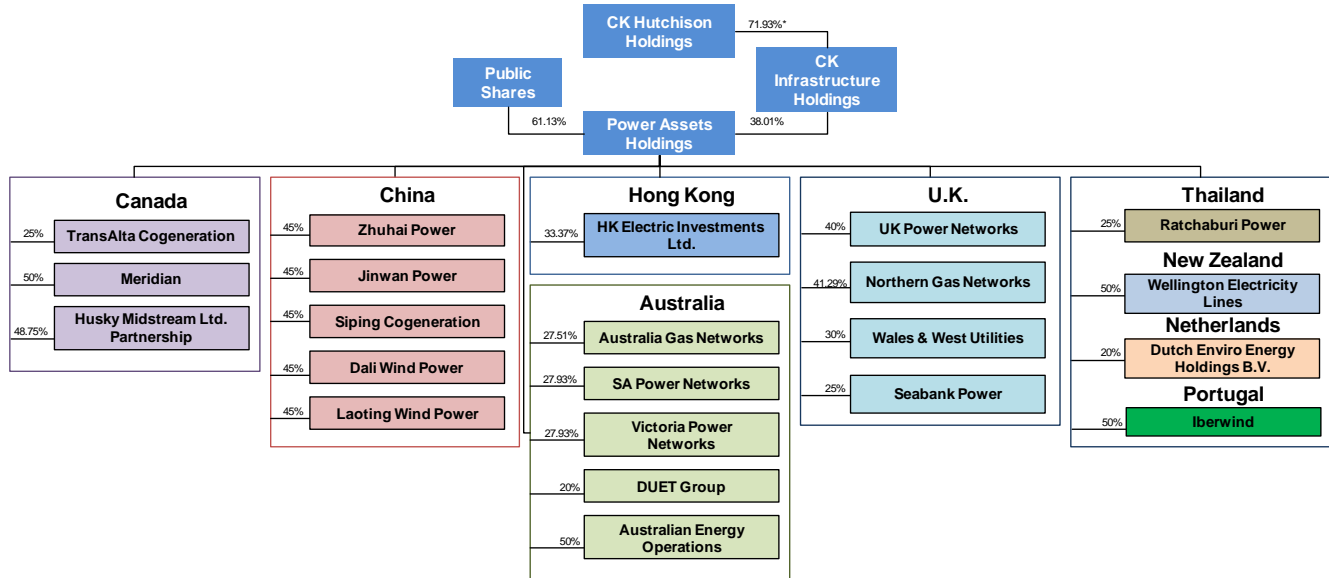 CK Hutchison
Holdings
71.93%*
Public
Shares
CK
Infrastructure
Holdings
61.13%
Power Assets
Holdings
38.01%
Canada
25%
TransAlta Cogeneration
50%
Meridian
48.75%
Husky Midstream Ltd.
Partnership
China
45%
Zhuhai Power
45%
Jinwan Power
45%
Siping Cogeneration
45%
Dali Wind Power
45%
Laoting Wind Power
Hong Kong
33.37%
HK Electric Investments
Ltd.
Australia
27.51%
Australia Gas Networks
27.93%
SA Power Networks
27.93%
Victoria Power
Networks
20%
DUET Group
50%
Australian Energy
Operations
U.K.
40%
UK Power Networks
41.29%
Northern Gas Networks
30%
Wales & West Utilities
25%
Seabank Power
Thailand
25%
Ratchaburi Power
New Zealand
50%
Wellington Electricity
Lines
Netherlands
20%
Dutch Enviro Energy
Holdings B.V.
Portugal
50%
Iberwind